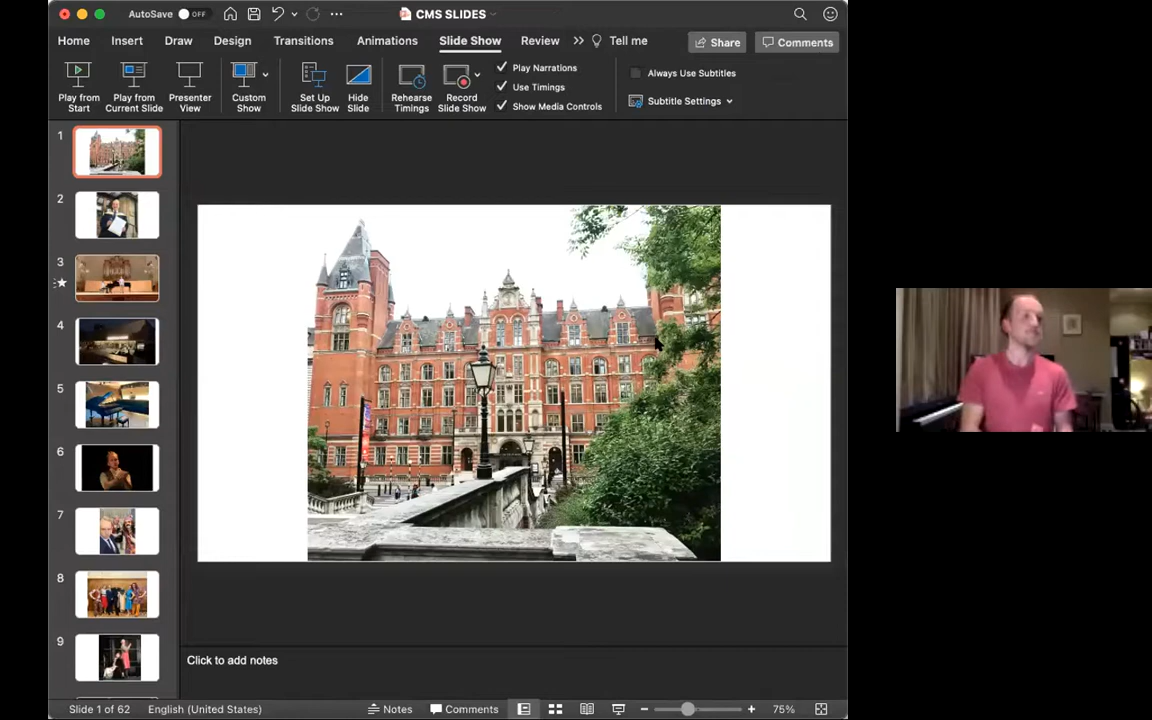 AutoSave OFF CMS SLIDES
Home Insert Draw Design Transitions Animations Slide Show Review Tell me Share Comments
Play from Start
Play from Current Slide
Presenter View
Custom Show
Set Up Slide Show
Hide Slide
Rehearse Timings
Record Slide Show
Play Narrations
Use Timings
Show Media Controls
Always Use Subtitles
Subtitle Settings
1
2
3
4
5
6
7
8
9
Click to add notes
Slide 1 of 62 English (United States) Notes Comments 75%